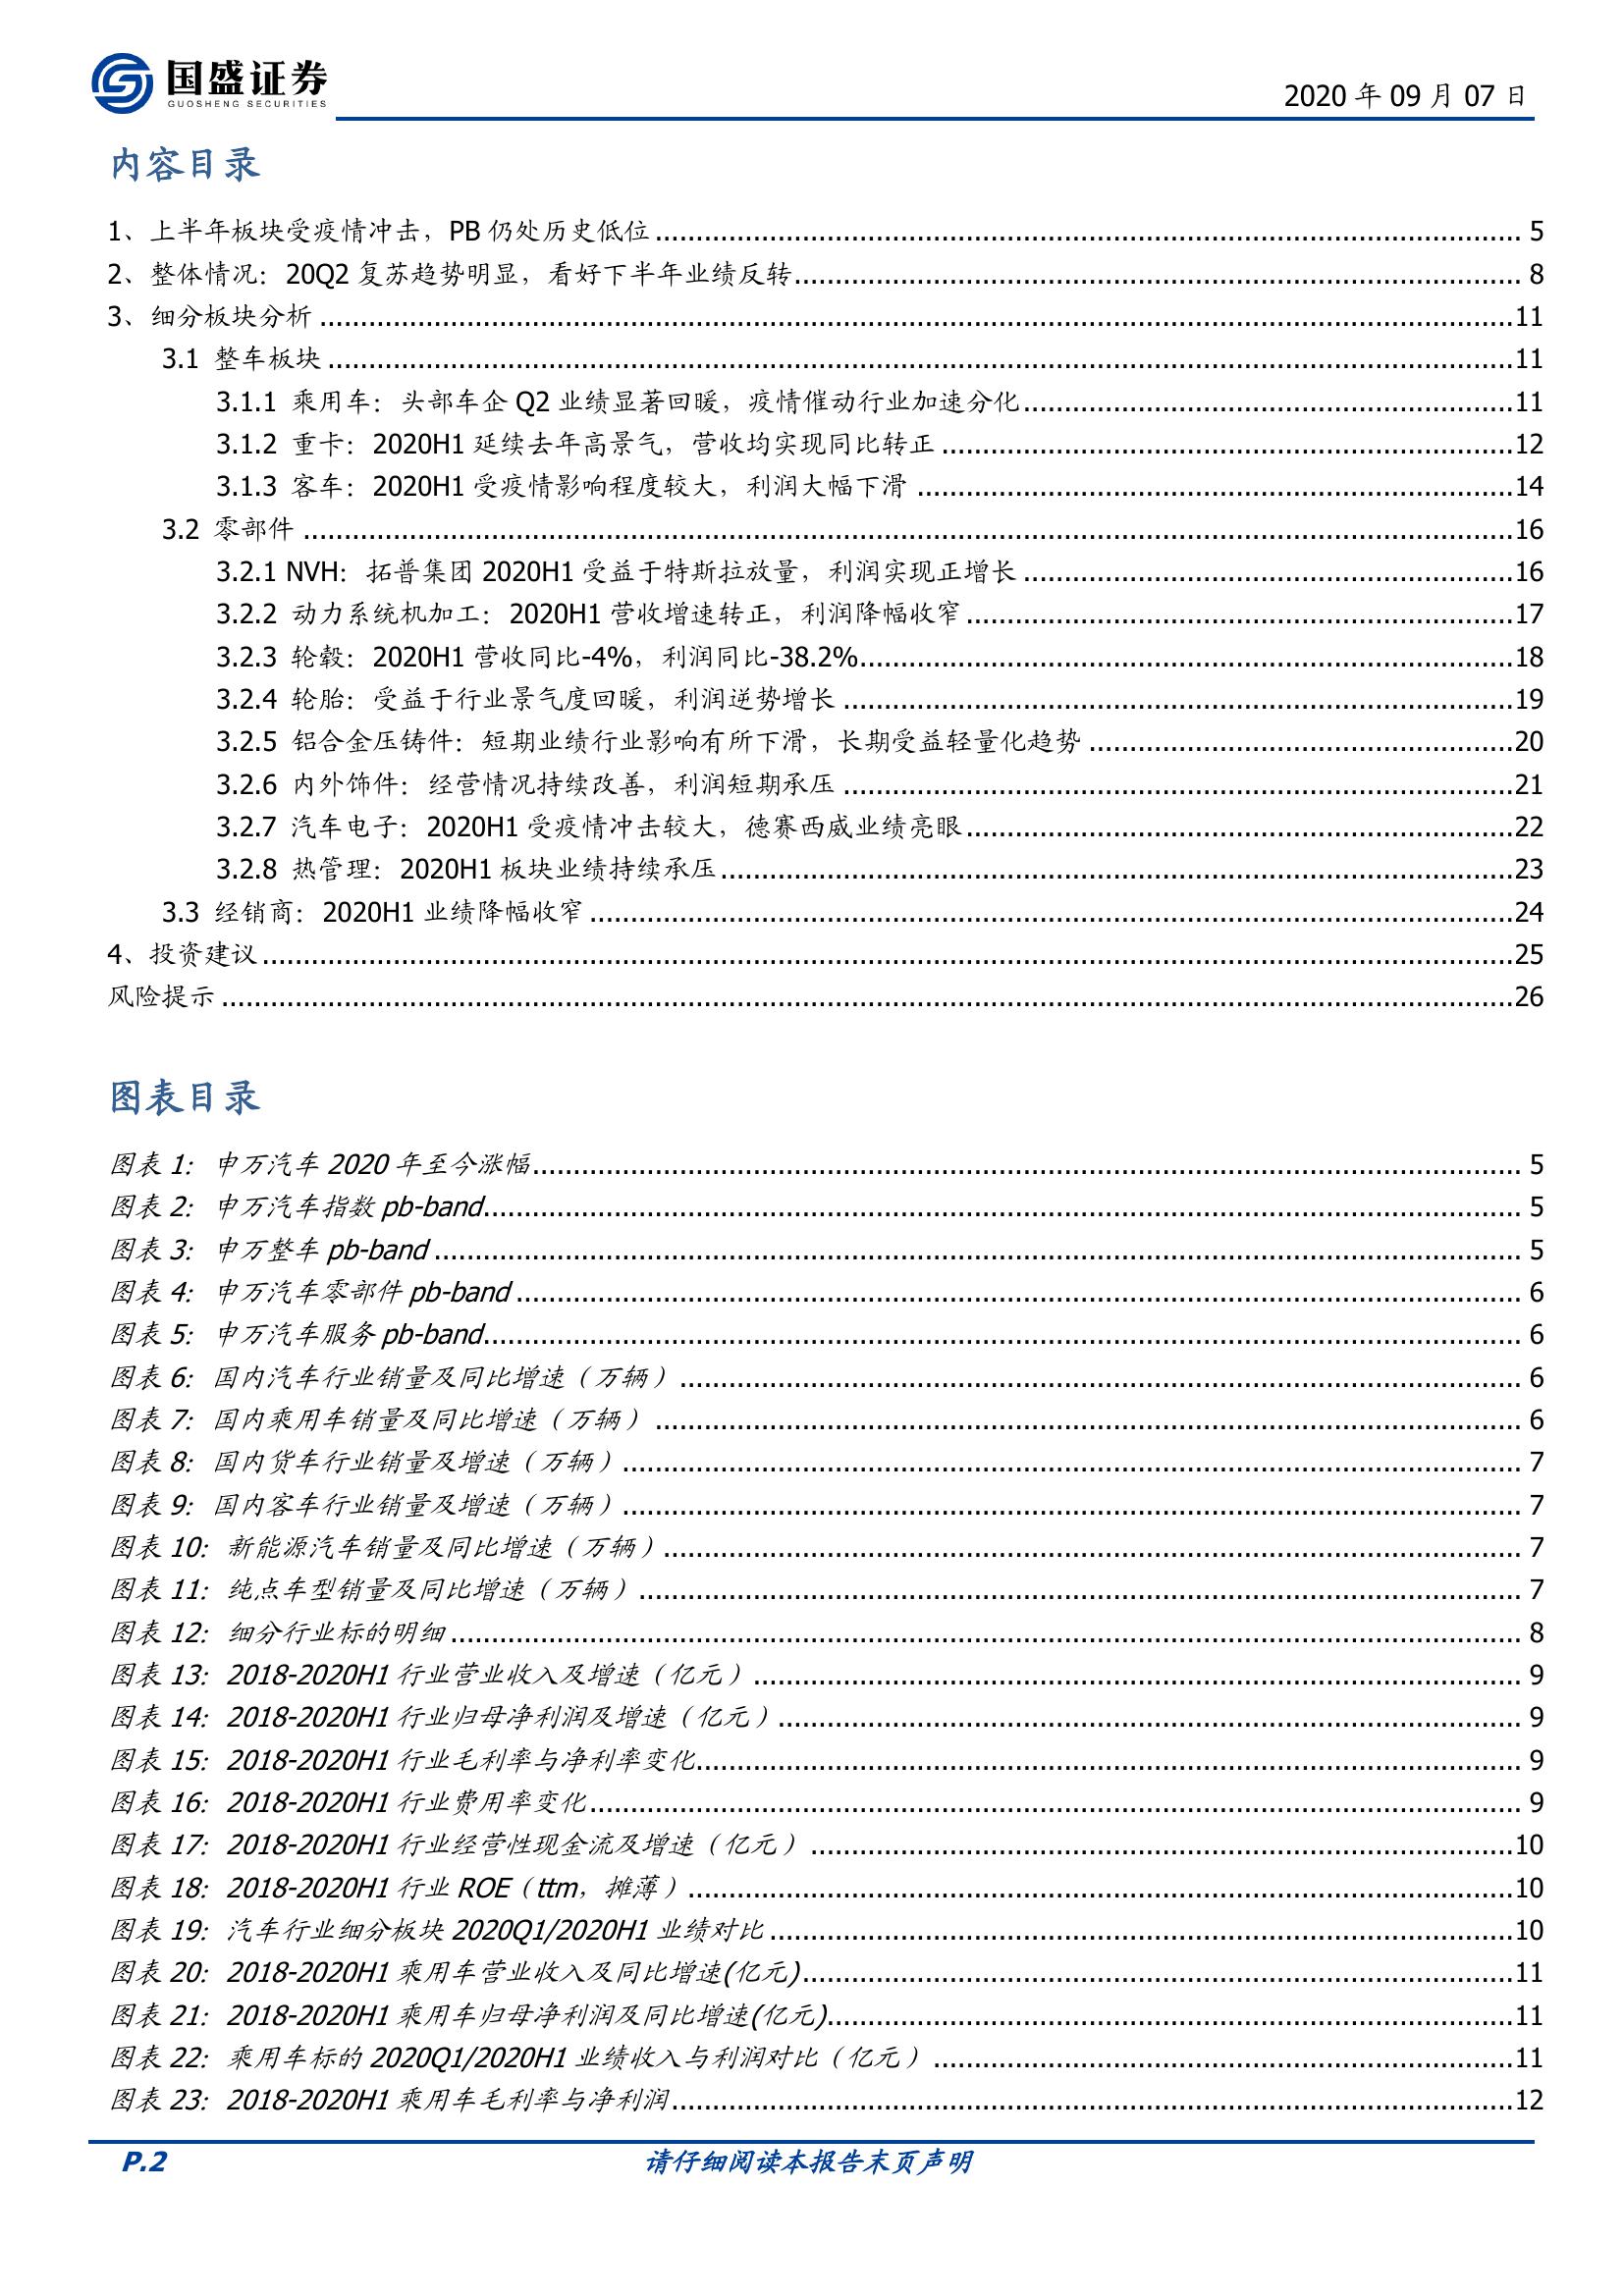 国盛证券
GUOSHENG SECURITIES
2020 年 09 月 07 日
内容目录
1、上半年板块受疫情冲击，PB 仍处历史低位 5
2、整体情况：20Q2 复苏趋势明显，看好下半年业绩反转 8
3、细分板块分析 11
3.1 整车板块 11
3.1.1 乘用车：头部车企 Q2 业绩显著回暖，疫情催动行业加速分化 11
3.1.2 重卡：2020H1 延续去年高景气，营收均实现同比转正 12
3.1.3 客车：2020H1 受疫情影响程度较大，利润大幅下滑 14
3.2 零部件 16
3.2.1 NVH：拓普集团 2020H1 受益于特斯拉放量，利润实现正增长 16
3.2.2 动力系统机加工：2020H1 营收增速转正，利润降幅收窄 17
3.2.3 轮毂：2020H1 营收同比-4%，利润同比-38.2% 18
3.2.4 轮胎：受益于行业景气度回暖，利润逆势增长 19
3.2.5 铝合金压铸件：短期业绩行业影响有所下滑，长期受益轻量化趋势 20
3.2.6 内外饰件：经营情况持续改善，利润短期承压 21
3.2.7 汽车电子：2020H1 受疫情冲击较大，德赛西威业绩亮眼 22
3.2.8 热管理：2020H1 板块业绩持续承压 23
3.3 经销商：2020H1 业绩降幅收窄 24
4、投资建议 25
风险提示 26
图表目录
图表 1：申万汽车 2020 年至今涨幅 5
图表 2：申万汽车指数 pb-band 5
图表 3：申万整车 pb-band 5
图表 4：申万汽车零部件 pb-band 6
图表 5：申万汽车服务 pb-band 6
图表 6：国内汽车行业销量及同比增速（万辆） 6
图表 7：国内乘用车销量及同比增速（万辆） 6
图表 8：国内货车行业销量及增速（万辆） 7
图表 9：国内客车行业销量及增速（万辆） 7
图表 10：新能源汽车销量及同比增速（万辆） 7
图表 11：纯点车型销量及同比增速（万辆） 7
图表 12：细分行业标的明细 8
图表 13：2018-2020H1 行业营业收入及增速（亿元） 9
图表 14：2018-2020H1 行业归母净利润及增速（亿元） 9
图表 15：2018-2020H1 行业毛利率与净利率变化 9
图表 16：2018-2020H1 行业费用率变化 9
图表 17：2018-2020H1 行业经营性现金流及增速（亿元） 10
图表 18：2018-2020H1 行业 ROE（ttm，摊薄） 10
图表 19：汽车行业细分板块 2020Q1/2020H1 业绩对比 10
图表 20：2018-2020H1 乘用车营业收入及同比增速(亿元) 11
图表 21：2018-2020H1 乘用车归母净利润及同比增速(亿元) 11
图表 22：乘用车标的 2020Q1/2020H1 业绩收入与利润对比（亿元） 11
图表 23：2018-2020H1 乘用车毛利率与净利润 12
P.2 请仔细阅读本报告末页声明